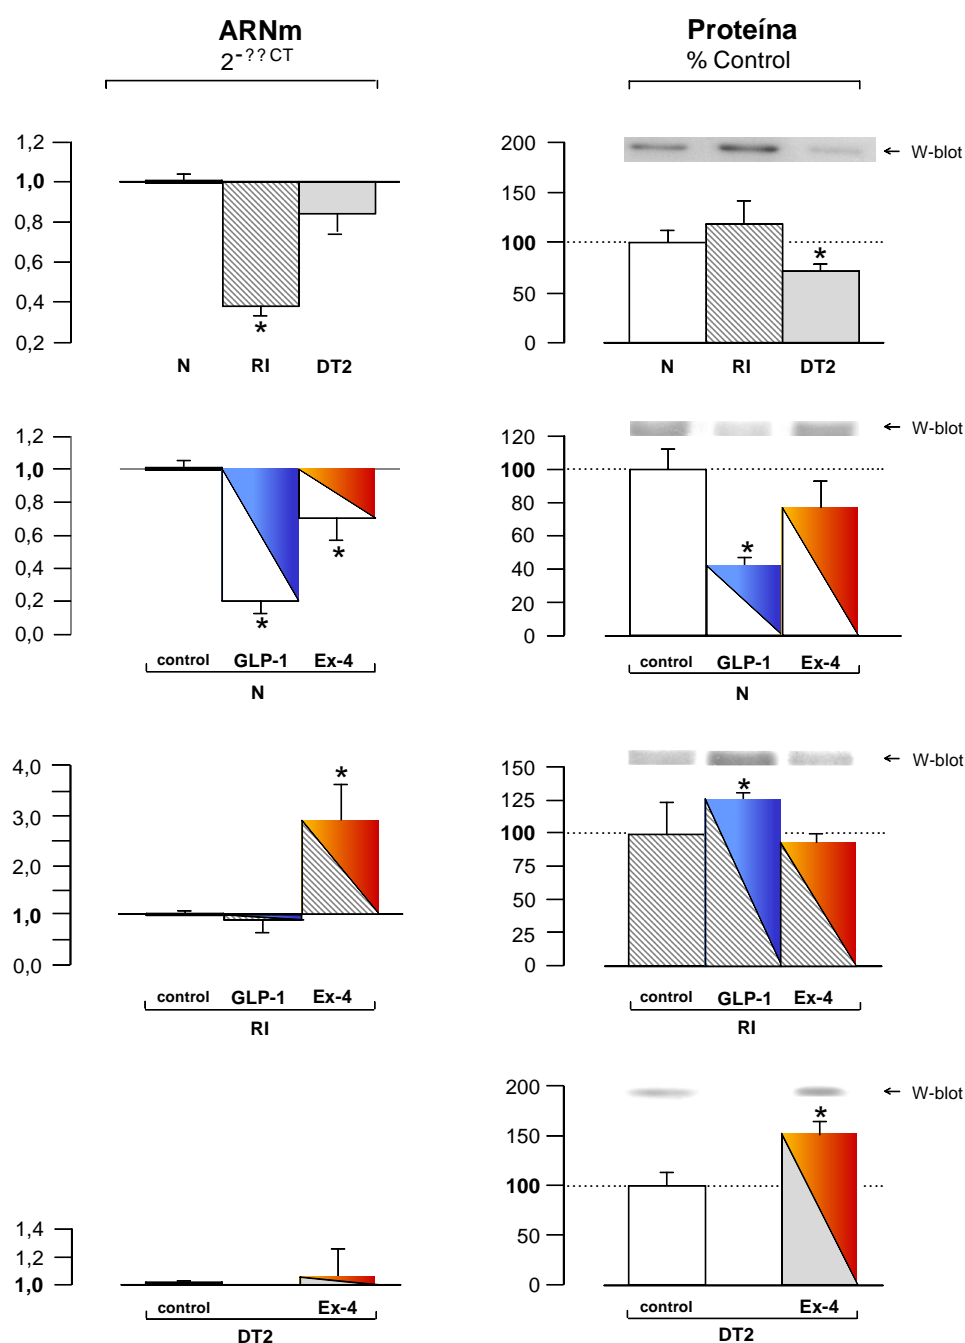 ARNm
2-??CT
Proteína
% Control
1,2
1,0
0,8
0,6
0,4
0,2
*
N RI DT2
200
150
100
50
0
*
← W-blot
N RI DT2
1,2
1,0
0,8
0,6
0,4
0,2
0,0
* *
control GLP-1 Ex-4
N
120
100
80
60
40
20
0
*
← W-blot
control GLP-1 Ex-4
N
4,0
3,0
2,0
1,0
0,0
*
control GLP-1 Ex-4
RI
150
125
100
75
50
25
0
*
← W-blot
control GLP-1 Ex-4
RI
1,4
1,2
1,0
control Ex-4
DT2
200
150
100
50
0
*
← W-blot
control Ex-4
DT2